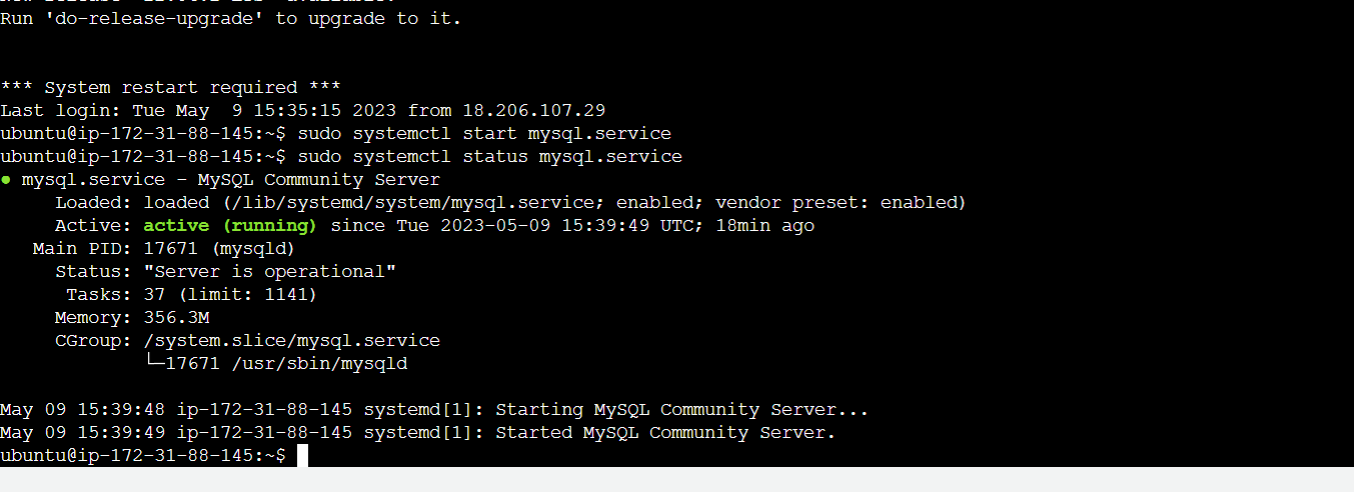 Run 'do-release-upgrade' to upgrade to it.
*** System restart required ***
Last login: Tue May  9 15:35:15 2023 from 18.206.107.29
ubuntu@ip-172-31-88-145:~$ sudo systemctl start mysql.service
ubuntu@ip-172-31-88-145:~$ sudo systemctl status mysql.service
● mysql.service - MySQL Community Server
     Loaded: loaded (/lib/systemd/system/mysql.service; enabled; vendor preset: enabled)
     Active: active (running) since Tue 2023-05-09 15:39:49 UTC; 18min ago
   Main PID: 17671 (mysqld)
     Status: "Server is operational"
      Tasks: 37 (limit: 1141)
     Memory: 356.3M
     CGroup: /system.slice/mysql.service
             └─17671 /usr/sbin/mysqld
May 09 15:39:48 ip-172-31-88-145 systemd[1]: Starting MySQL Community Server...
May 09 15:39:49 ip-172-31-88-145 systemd[1]: Started MySQL Community Server.
ubuntu@ip-172-31-88-145:~$